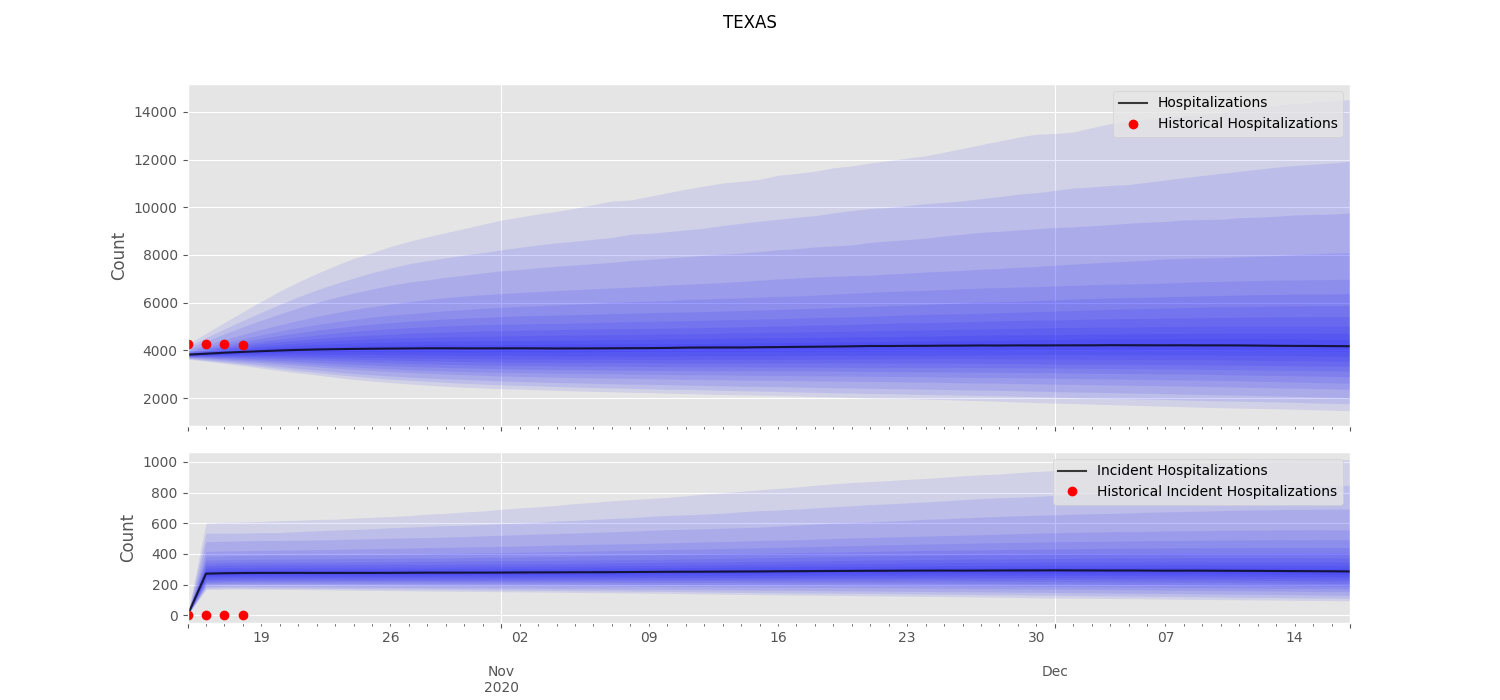 TEXAS
14000
12000
10000
8000
6000
4000
2000
Count
Hospitalizations
Historical Hospitalizations
1000
800
600
400
200
0
Count
Incident Hospitalizations
Historical Incident Hospitalizations
19 26 02 09 16 23 30 07 14
Nov Dec
2020